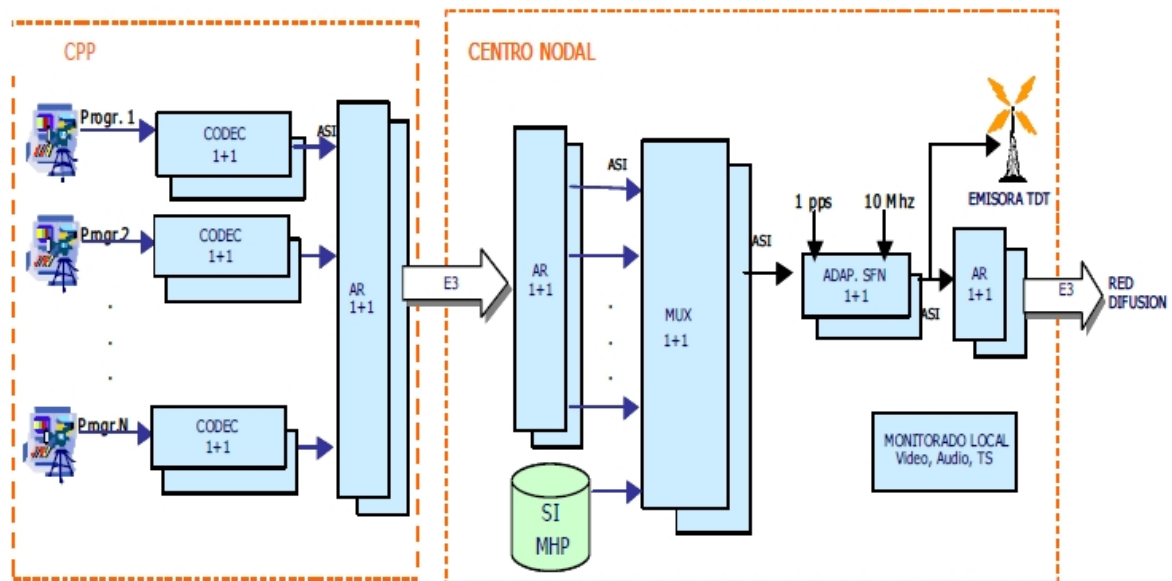 CPP
Progr. 1
CODEC
1+1
ASI
Progr.2
CODEC
1+1
Progr.N
CODEC
1+1
AR
1+1
E3
CENTRO NODAL
AR
1+1
ASI
SI
MHP
MUX
1+1
ASI
1 pps
10 Mhz
ADAP. SFN
1+1
ASI
EMISORA TDT
AR
1+1
E3
RED
DIFUSION
MONITORADO LOCAL
Video, Audio, TS